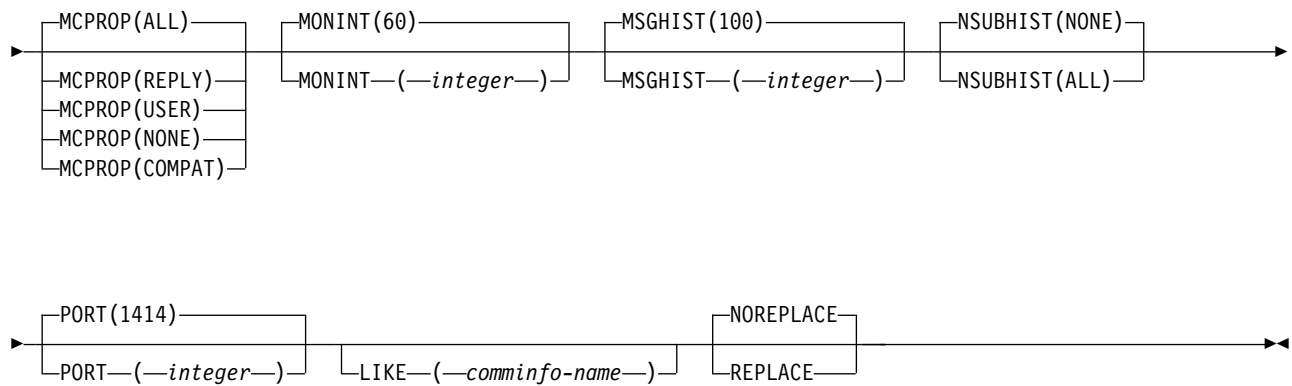 MCPROP(ALL) MONINT(60) MSGHIST(100) NSUBHIST(NONE)
MCPROP(REPLY) MONINT ( integer ) MSGHIST ( integer ) NSUBHIST(ALL)
MCPROP(USER)
MCPROP(NONE)
MCPROP(COMPAT)
PORT(1414) NOREPLACE
PORT ( integer ) LIKE ( comminfo-name ) REPLACE